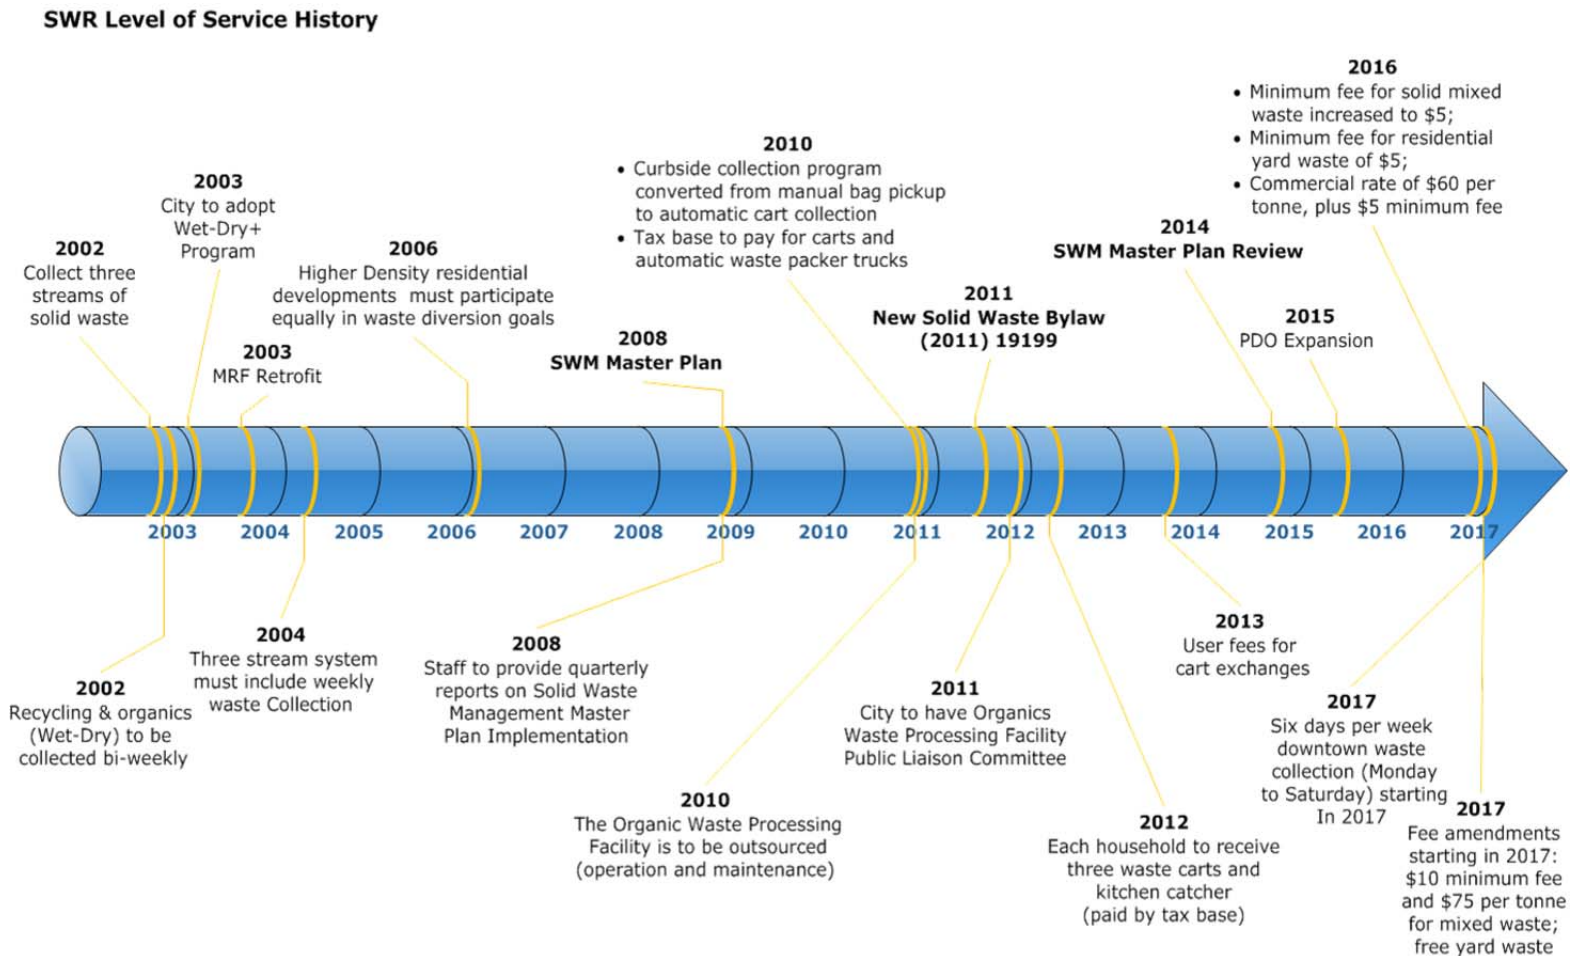 SWR Level of Service History
2016
• Minimum fee for solid mixed
waste increased to $5;
• Minimum fee for residential
yard waste of $5;
• Commercial rate of $60 per
tonne, plus $5 minimum fee
2010
• Curbside collection program
converted from manual bag pickup
to automatic cart collection
• Tax base to pay for carts and
automatic waste packer trucks
2003
City to adopt
Wet-Dry+
Program
2014
SWM Master Plan Review
2002
Collect three
streams of
solid waste
2006
Higher Density residential
developments must participate
equally in waste diversion goals
2011
New Solid Waste Bylaw
(2011) 19199
2015
PDO Expansion
2008
SWM Master Plan
2003
MRF Retrofit
2003 2004 2005 2006 2007 2008 2009 2010 2011 2012 2013 2014 2015 2016 2017
2002
Recycling & organics
(Wet-Dry) to be
collected bi-weekly
2004
Three stream system
must include weekly
waste Collection
2008
Staff to provide quarterly
reports on Solid Waste
Management Master
Plan Implementation
2010
The Organic Waste Processing
Facility is to be outsourced
(operation and maintenance)
2011
City to have Organics
Waste Processing Facility
Public Liaison Committee
2012
Each household to receive
three waste carts and
kitchen catcher
(paid by tax base)
2013
User fees for
cart exchanges
2017
Six days per week
downtown waste
collection (Monday
to Saturday) starting
In 2017
2017
Fee amendments
starting in 2017:
$10 minimum fee
and $75 per tonne
for mixed waste;
free yard waste